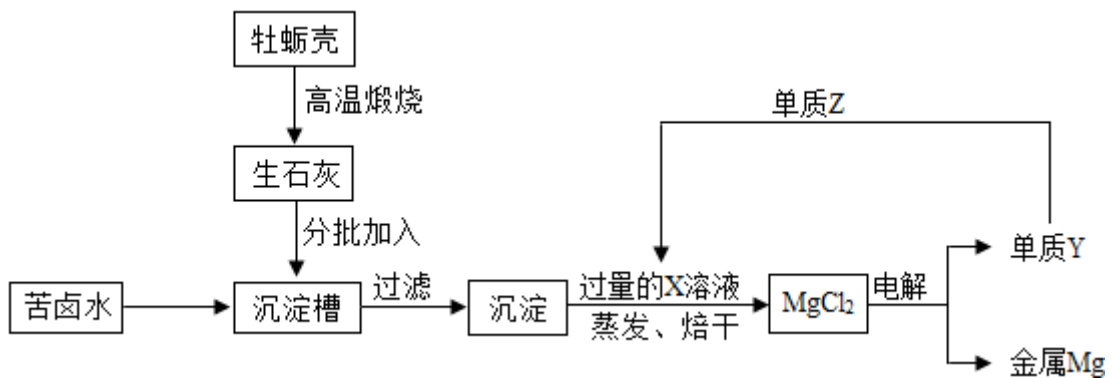 牡蛎壳
高温煅烧
单质Z
生石灰
分批加入
单质Y
苦卤水
沉淀槽
过滤
沉淀
过量的X溶液
蒸发、焙干
MgCl₂
电解
金属Mg